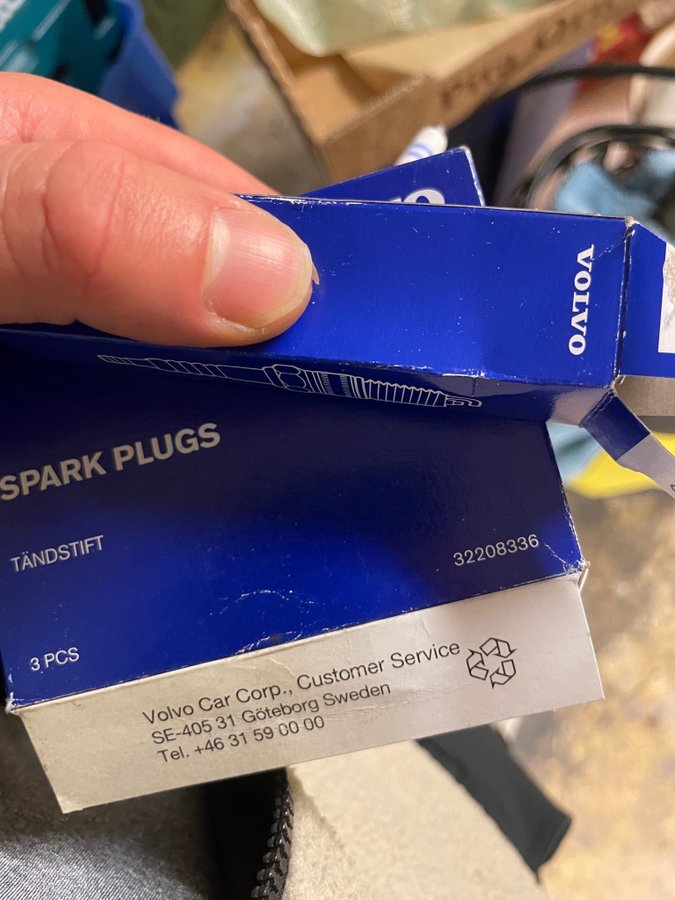 VOLVO
SPARK PLUGS
TÄNDSTIFT
32208336
3 PCS
Volvo Car Corp., Customer Service
SE-405 31 Göteborg Sweden
Tel. +46 31 59 00 00